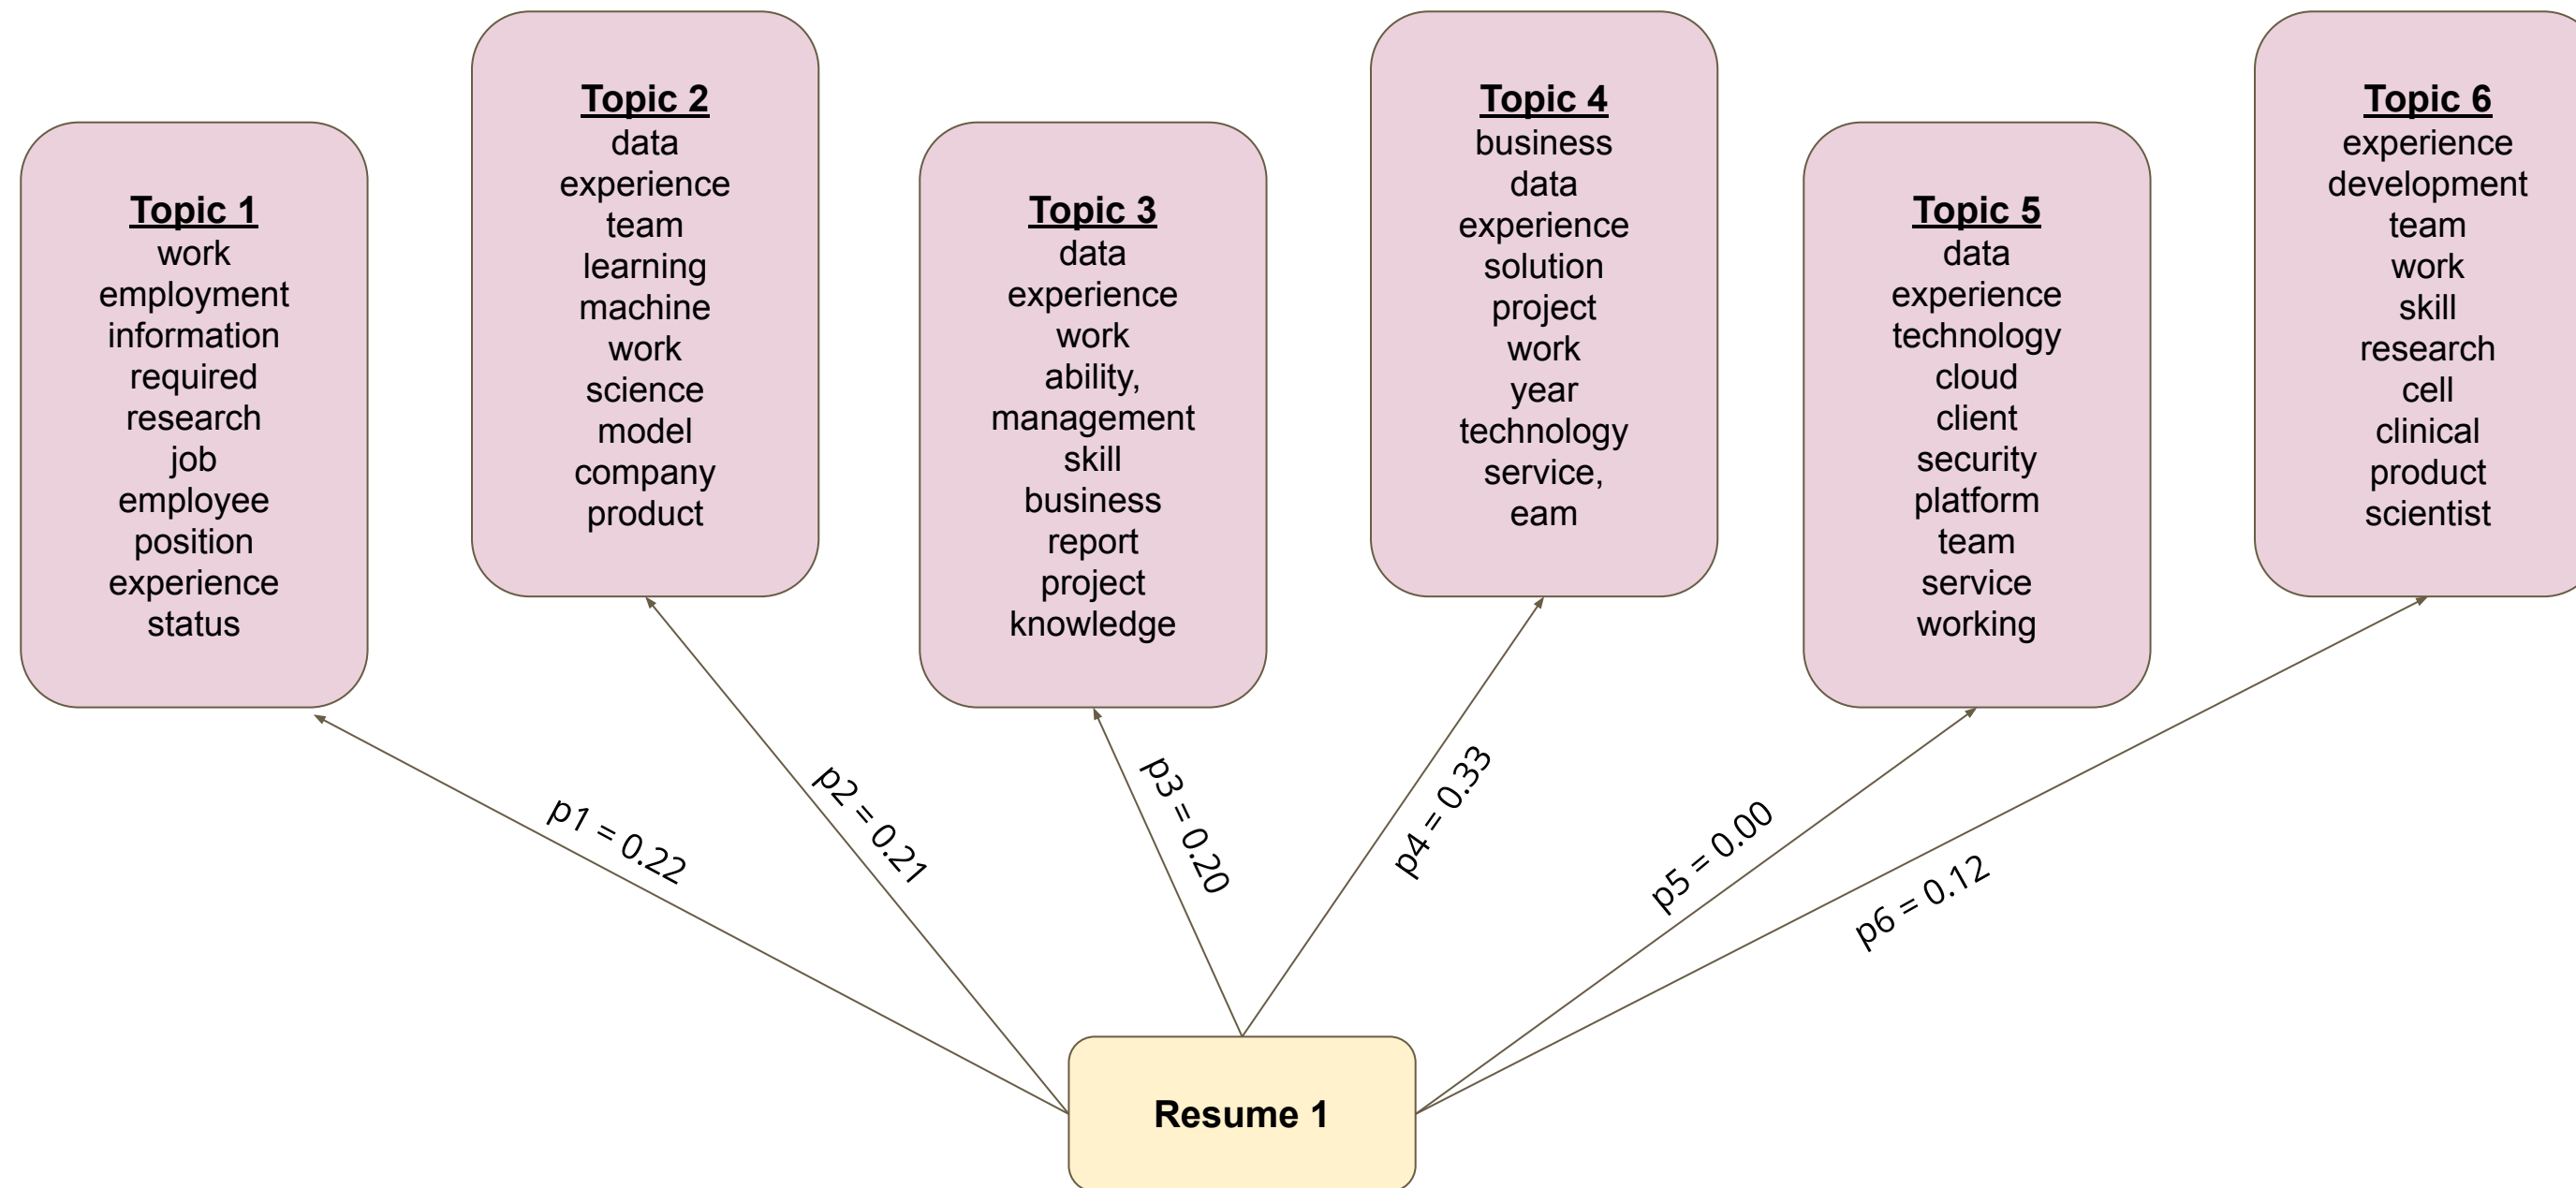 Topic 1
work
employment
information
required
research
job
employee
position
experience
status
Topic 2
data
experience
team
learning
machine
work
science
model
company
product
Topic 3
data
experience
work
ability,
management
skill
business
report
project
knowledge
Topic 4
business
data
experience
solution
project
work
year
technology
service,
eam
Topic 5
data
experience
technology
cloud
client
security
platform
team
service
working
Topic 6
experience
development
team
work
skill
research
cell
clinical
product
scientist
p1 = 0.22
p2 = 0.21
p3 = 0.20
p4 = 0.33
p5 = 0.00
p6 = 0.12
Resume 1